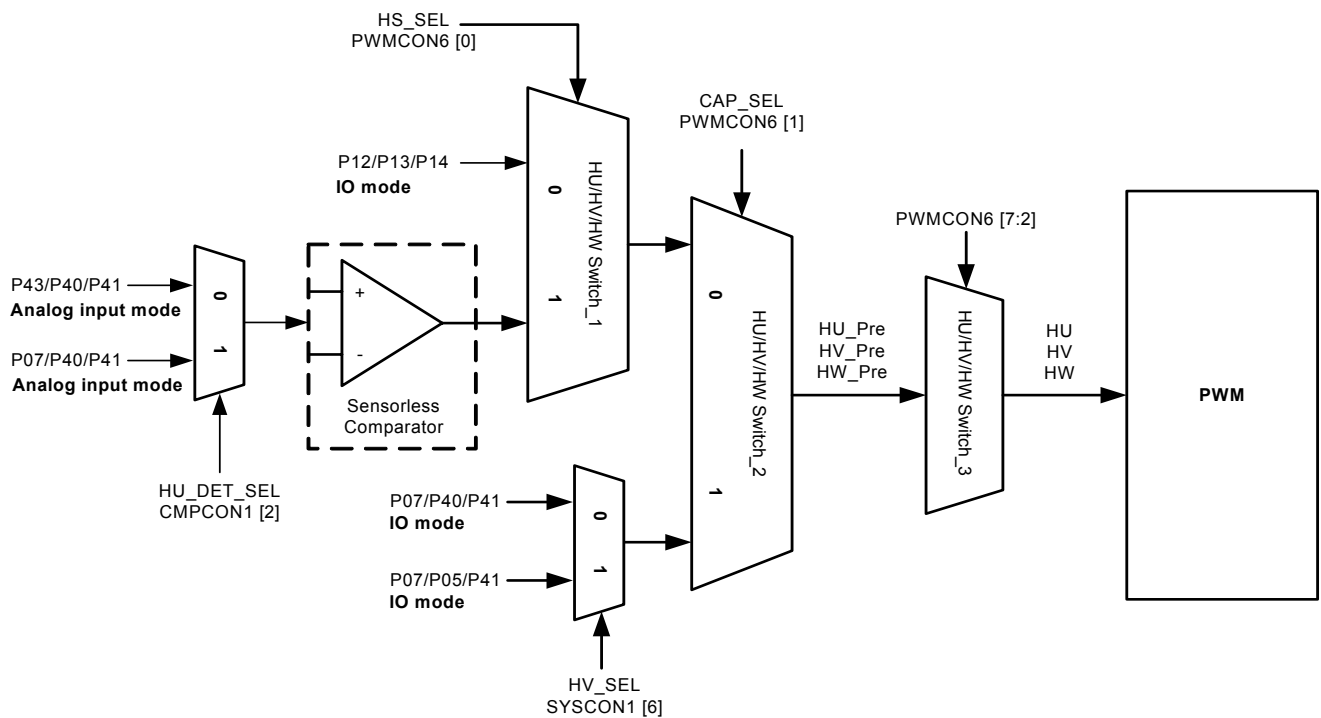 HS_SEL
PWMCON6 [0]
CAP_SEL
PWMCON6 [1]
P12/P13/P14
IO mode
HU/HV/HW Switch_1
0
1
PWMCON6 [7:2]
P43/P40/P41
Analog input mode
P07/P40/P41
Analog input mode
0
1
+
-
Sensorless
Comparator
HU_DET_SEL
CMPCON1 [2]
HU/HV/HW Switch_2
0
1
HU_Pre
HV_Pre
HW_Pre
HU/HV/HW Switch_3
HU
HV
HW
PWM
P07/P40/P41
IO mode
P07/P05/P41
IO mode
0
1
HV_SEL
SYSCON1 [6]